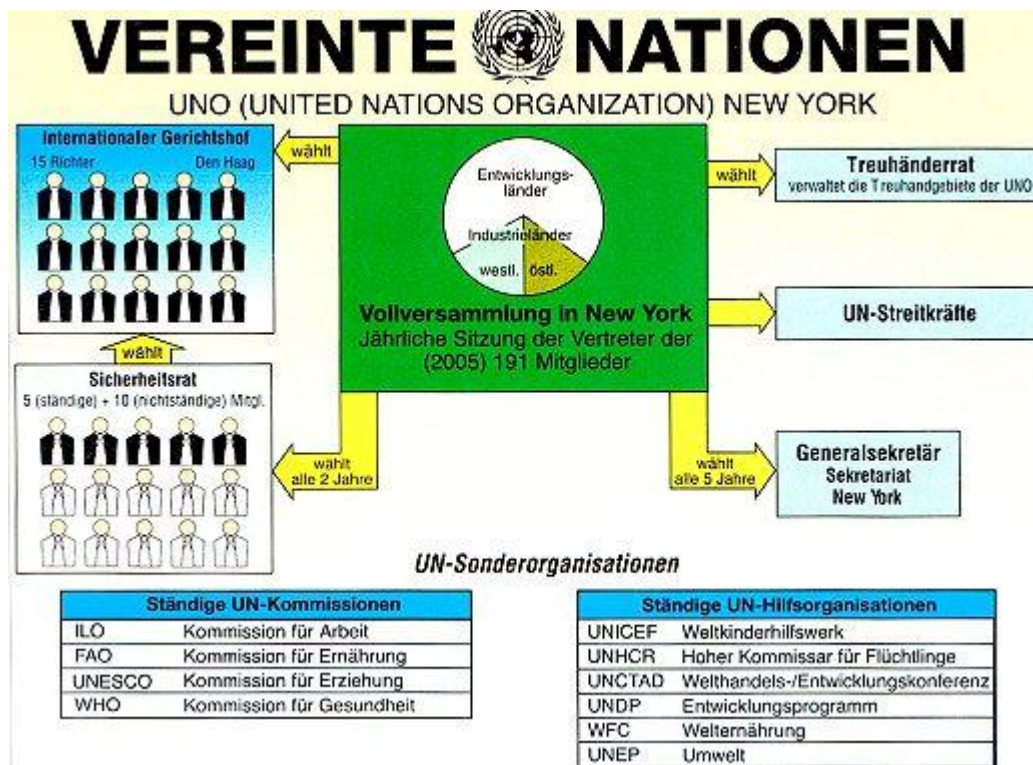 VEREINTE NATIONEN
UNO (UNITED NATIONS ORGANIZATION) NEW YORK
Internationaler Gerichtshof
15 Richter Den Haag
wählt
Entwicklungs-
länder
Industrieländer
westl. östl.
Vollversammlung in New York
Jährliche Sitzung der Vertreter der
(2005) 191 Mitglieder
wählt
Treuhänderrat
verwaltet die Treuhandgebiete der UNO
UN-Streitkräfte
wählt
Sicherheitsrat
5 (ständige) + 10 (nichtständige) Mitgl.
wählt
alle 2 Jahre
wählt
alle 5 Jahre
Generalsekretär
Sekretariat
New York
UN-Sonderorganisationen
Ständige UN-Kommissionen
ILO Kommission für Arbeit
FAO Kommission für Ernährung
UNESCO Kommission für Erziehung
WHO Kommission für Gesundheit
Ständige UN-Hilfsorganisationen
UNICEF Weltkinderhilfswerk
UNHCR Hoher Kommissar für Flüchtlinge
UNCTAD Welthandels-/Entwicklungskonferenz
UNDP Entwicklungsprogramm
WFC Welternährung
UNEP Umwelt